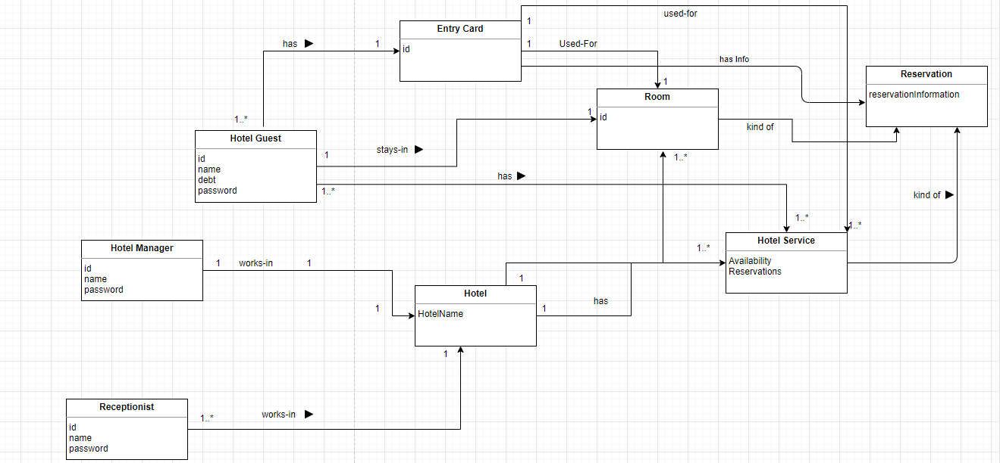 used-for
1
Entry Card
has
1
id
1
Used-For
has Info
Reservation
reservationInformation
1
Room
id
1
1..*
Hotel Guest
id
name
debt
password
1
stays-in
kind of
1..*
has
1..*
1..*
kind of
1..*
Hotel Manager
id
name
password
1
works-in
1
1..*
Hotel Service
Availability
Reservations
1
Hotel
HotelName
1
1
has
1
Receptionist
id
name
password
1..*
works-in